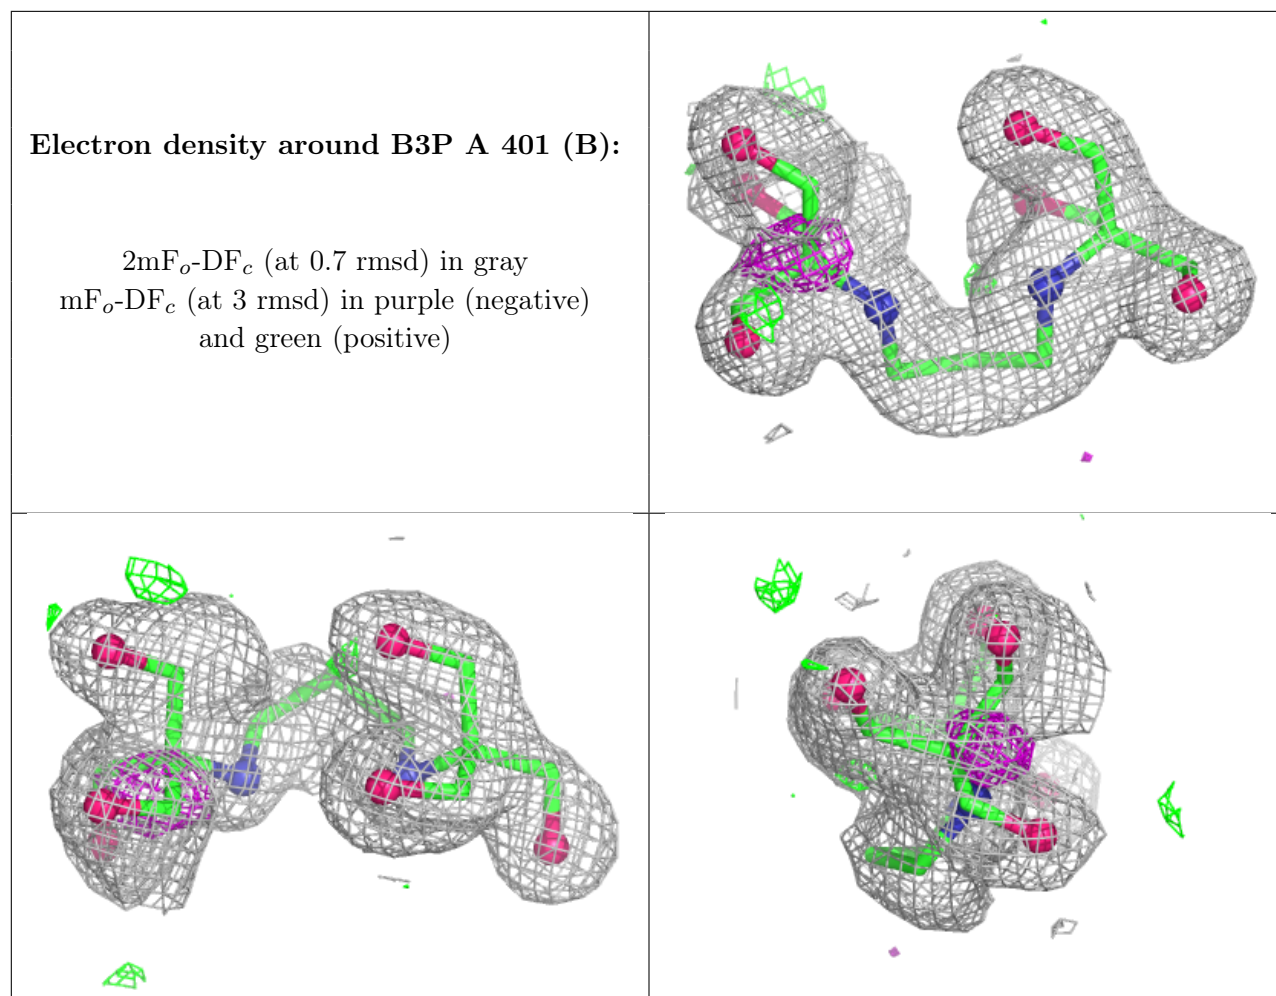 Electron density around B3P A 401 (B):
2mFo-DFc (at 0.7 rmsd) in gray
mFo-DFc (at 3 rmsd) in purple (negative)
and green (positive)